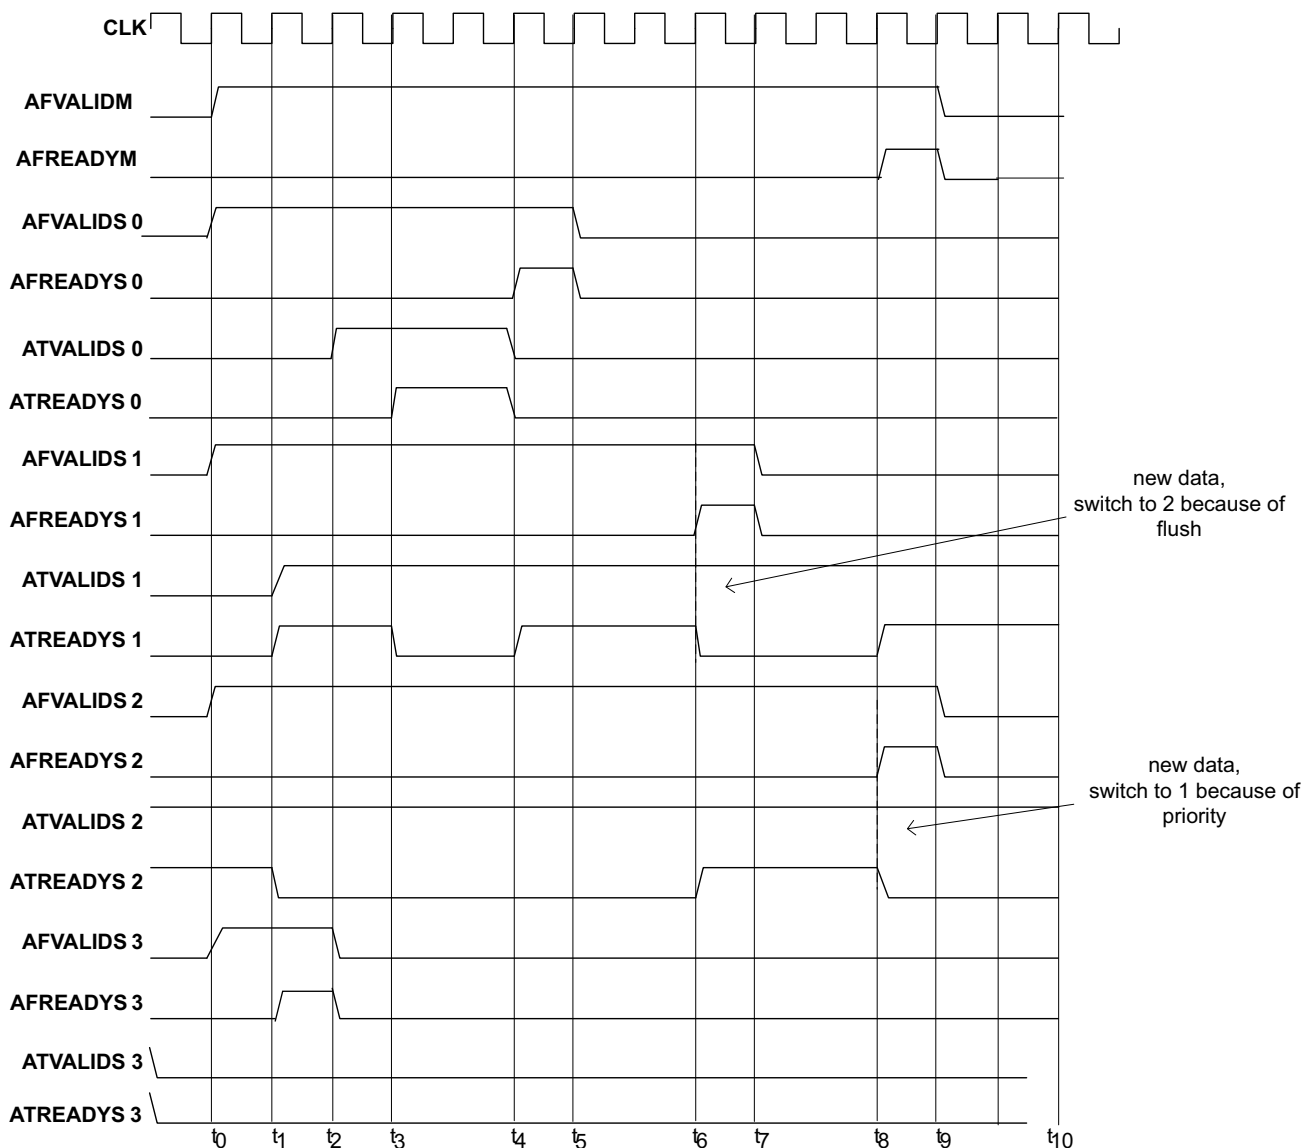 CLK
AFVALIDM
AFREADYM
AFVALIDS 0
AFREADYS 0
ATVALIDS 0
ATREADYS 0
AFVALIDS 1
AFREADYS 1
new data,
switch to 2 because of
flush
ATVALIDS 1
ATREADYS 1
AFVALIDS 2
AFREADYS 2
new data,
switch to 1 because of
priority
ATVALIDS 2
ATREADYS 2
AFVALIDS 3
AFREADYS 3
ATVALIDS 3
ATREADYS 3
t0 t1 t2 t3 t4 t5 t6 t7 t8 t9 t10